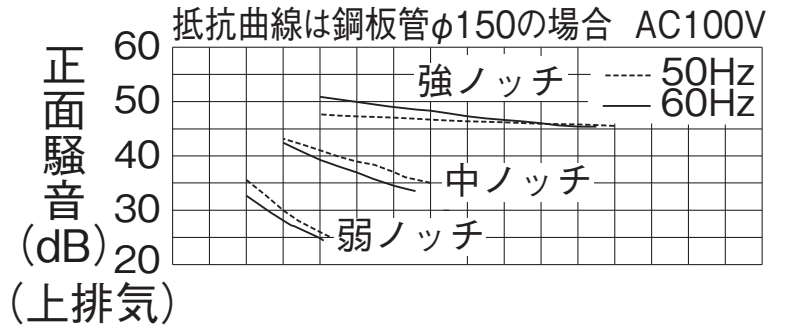 抵抗曲線は鋼板管φ150の場合 AC100V
正面騒音(dB)
(上排気)
60
50
40
30
20
強ノッチ
50Hz
60Hz
中ノッチ
弱ノッチ